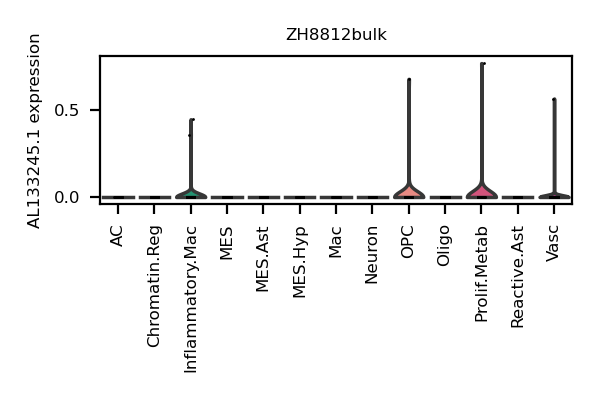 ZH8812bulk
AL133245.1 expression
0.5
0.0
AC
Chromatin.Reg
Inflammatory.Mac
MES
MES.Ast
MES.Hyp
Mac
Neuron
OPC
Oligo
Prolif.Metab
Reactive.Ast
Vasc